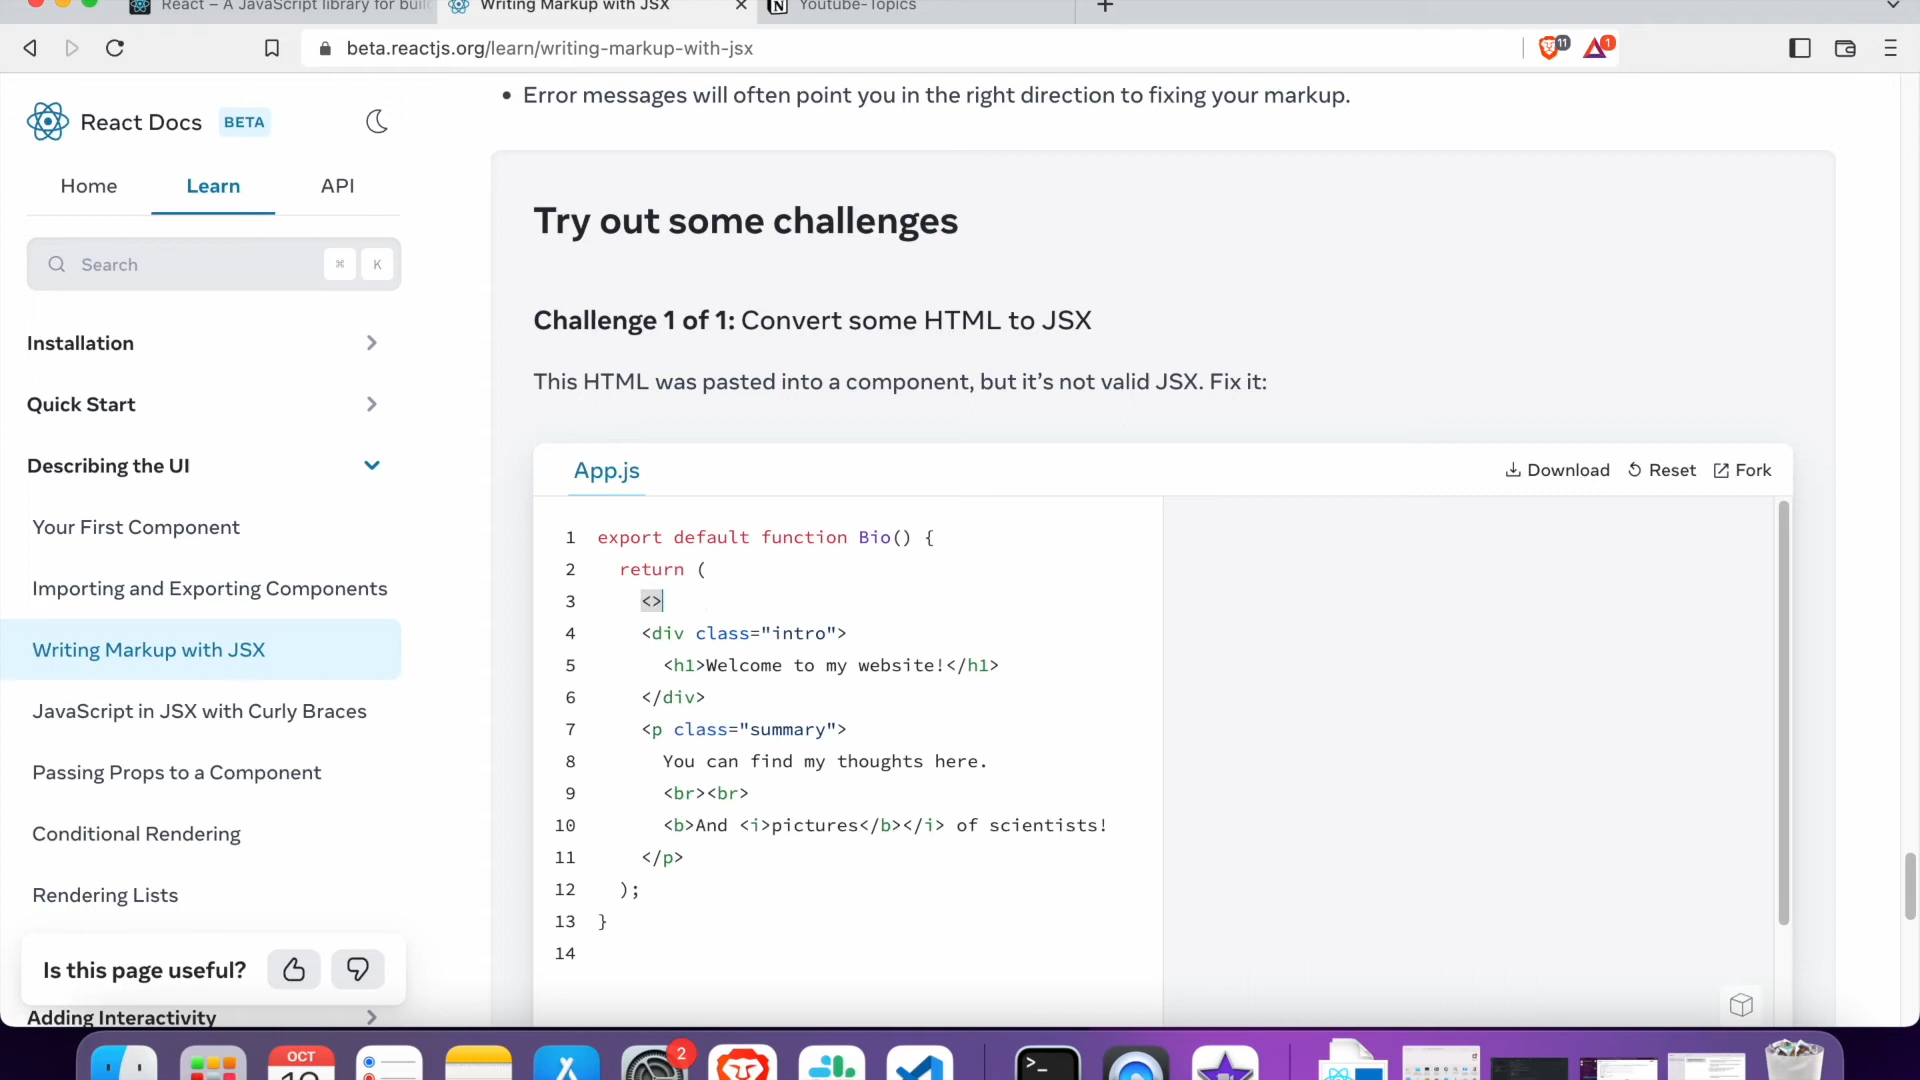 React – A JavaScript library for buil
Writing Markup with JSX
Youtube-Topics
beta.reactjs.org/learn/writing-markup-with-jsx
11
1
React Docs BETA
Home Learn API
Search ⌘ K
Installation
Quick Start
Describing the UI
Your First Component
Importing and Exporting Components
Writing Markup with JSX
JavaScript in JSX with Curly Braces
Passing Props to a Component
Conditional Rendering
Rendering Lists
Is this page useful?
Adding Interactivity
• Error messages will often point you in the right direction to fixing your markup.
Try out some challenges
Challenge 1 of 1: Convert some HTML to JSX
This HTML was pasted into a component, but it’s not valid JSX. Fix it:
App.js
Download Reset Fork
1 export default function Bio() {
2 return (
3 <>
4 <div class="intro">
5 <h1>Welcome to my website!</h1>
6 </div>
7 <p class="summary">
8 You can find my thoughts here.
9 <br><br>
10 <b>And <i>pictures</b></i> of scientists!
11 </p>
12 );
13 }
14
OCT
2
>_